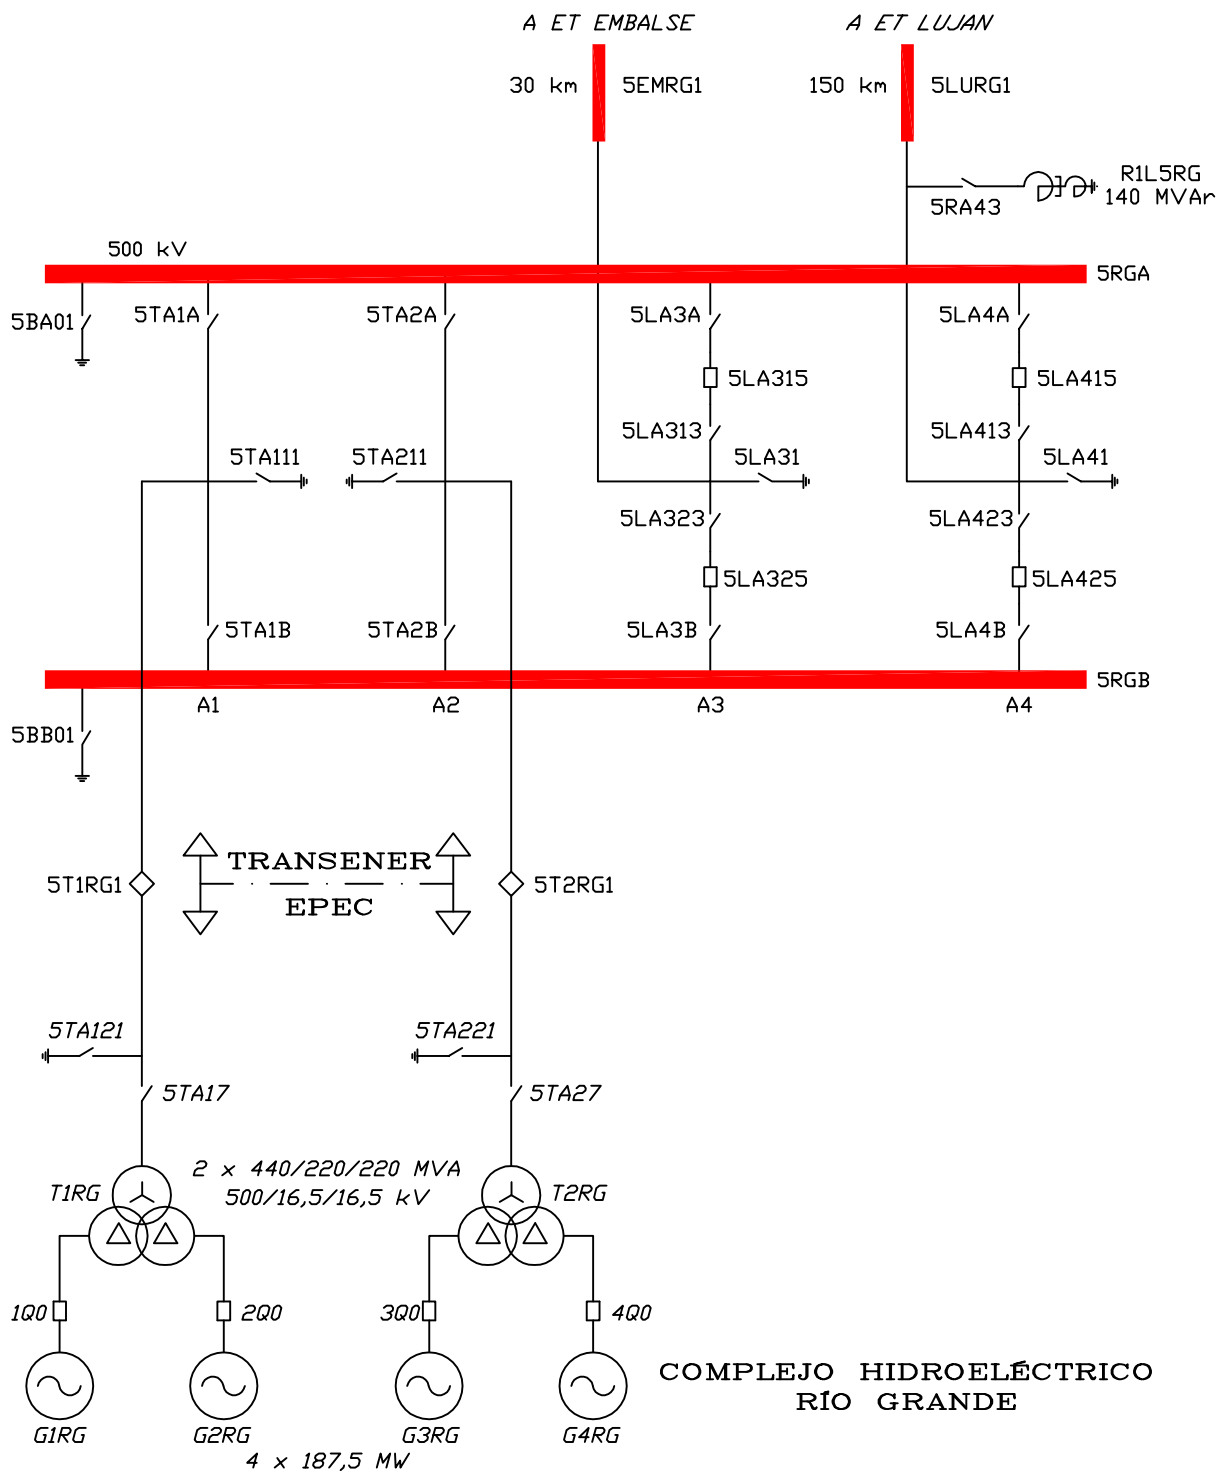 A ET EMBALSE
A ET LUJAN
30 km
5EMRG1
150 km
5LURG1
R1L5RG
140 MVAr
5RA43
500 kV
5RGA
5BA01
5TA1A
5TA2A
5LA3A
5LA4A
5LA315
5LA415
5LA313
5LA413
5TA111
5TA211
5LA31
5LA41
5LA323
5LA423
5LA325
5LA425
5TA1B
5TA2B
5LA3B
5LA4B
5RGB
A1
A2
A3
A4
5BB01
TRANSENER
5T1RG1
5T2RG1
EPEC
5TA121
5TA221
5TA17
5TA27
2 x 440/220/220 MVA
500/16,5/16,5 kV
T1RG
T2RG
1Q0
2Q0
3Q0
4Q0
COMPLEJO HIDROELÉCTRICO
RÍO GRANDE
G1RG
G2RG
G3RG
G4RG
4 x 187,5 MW